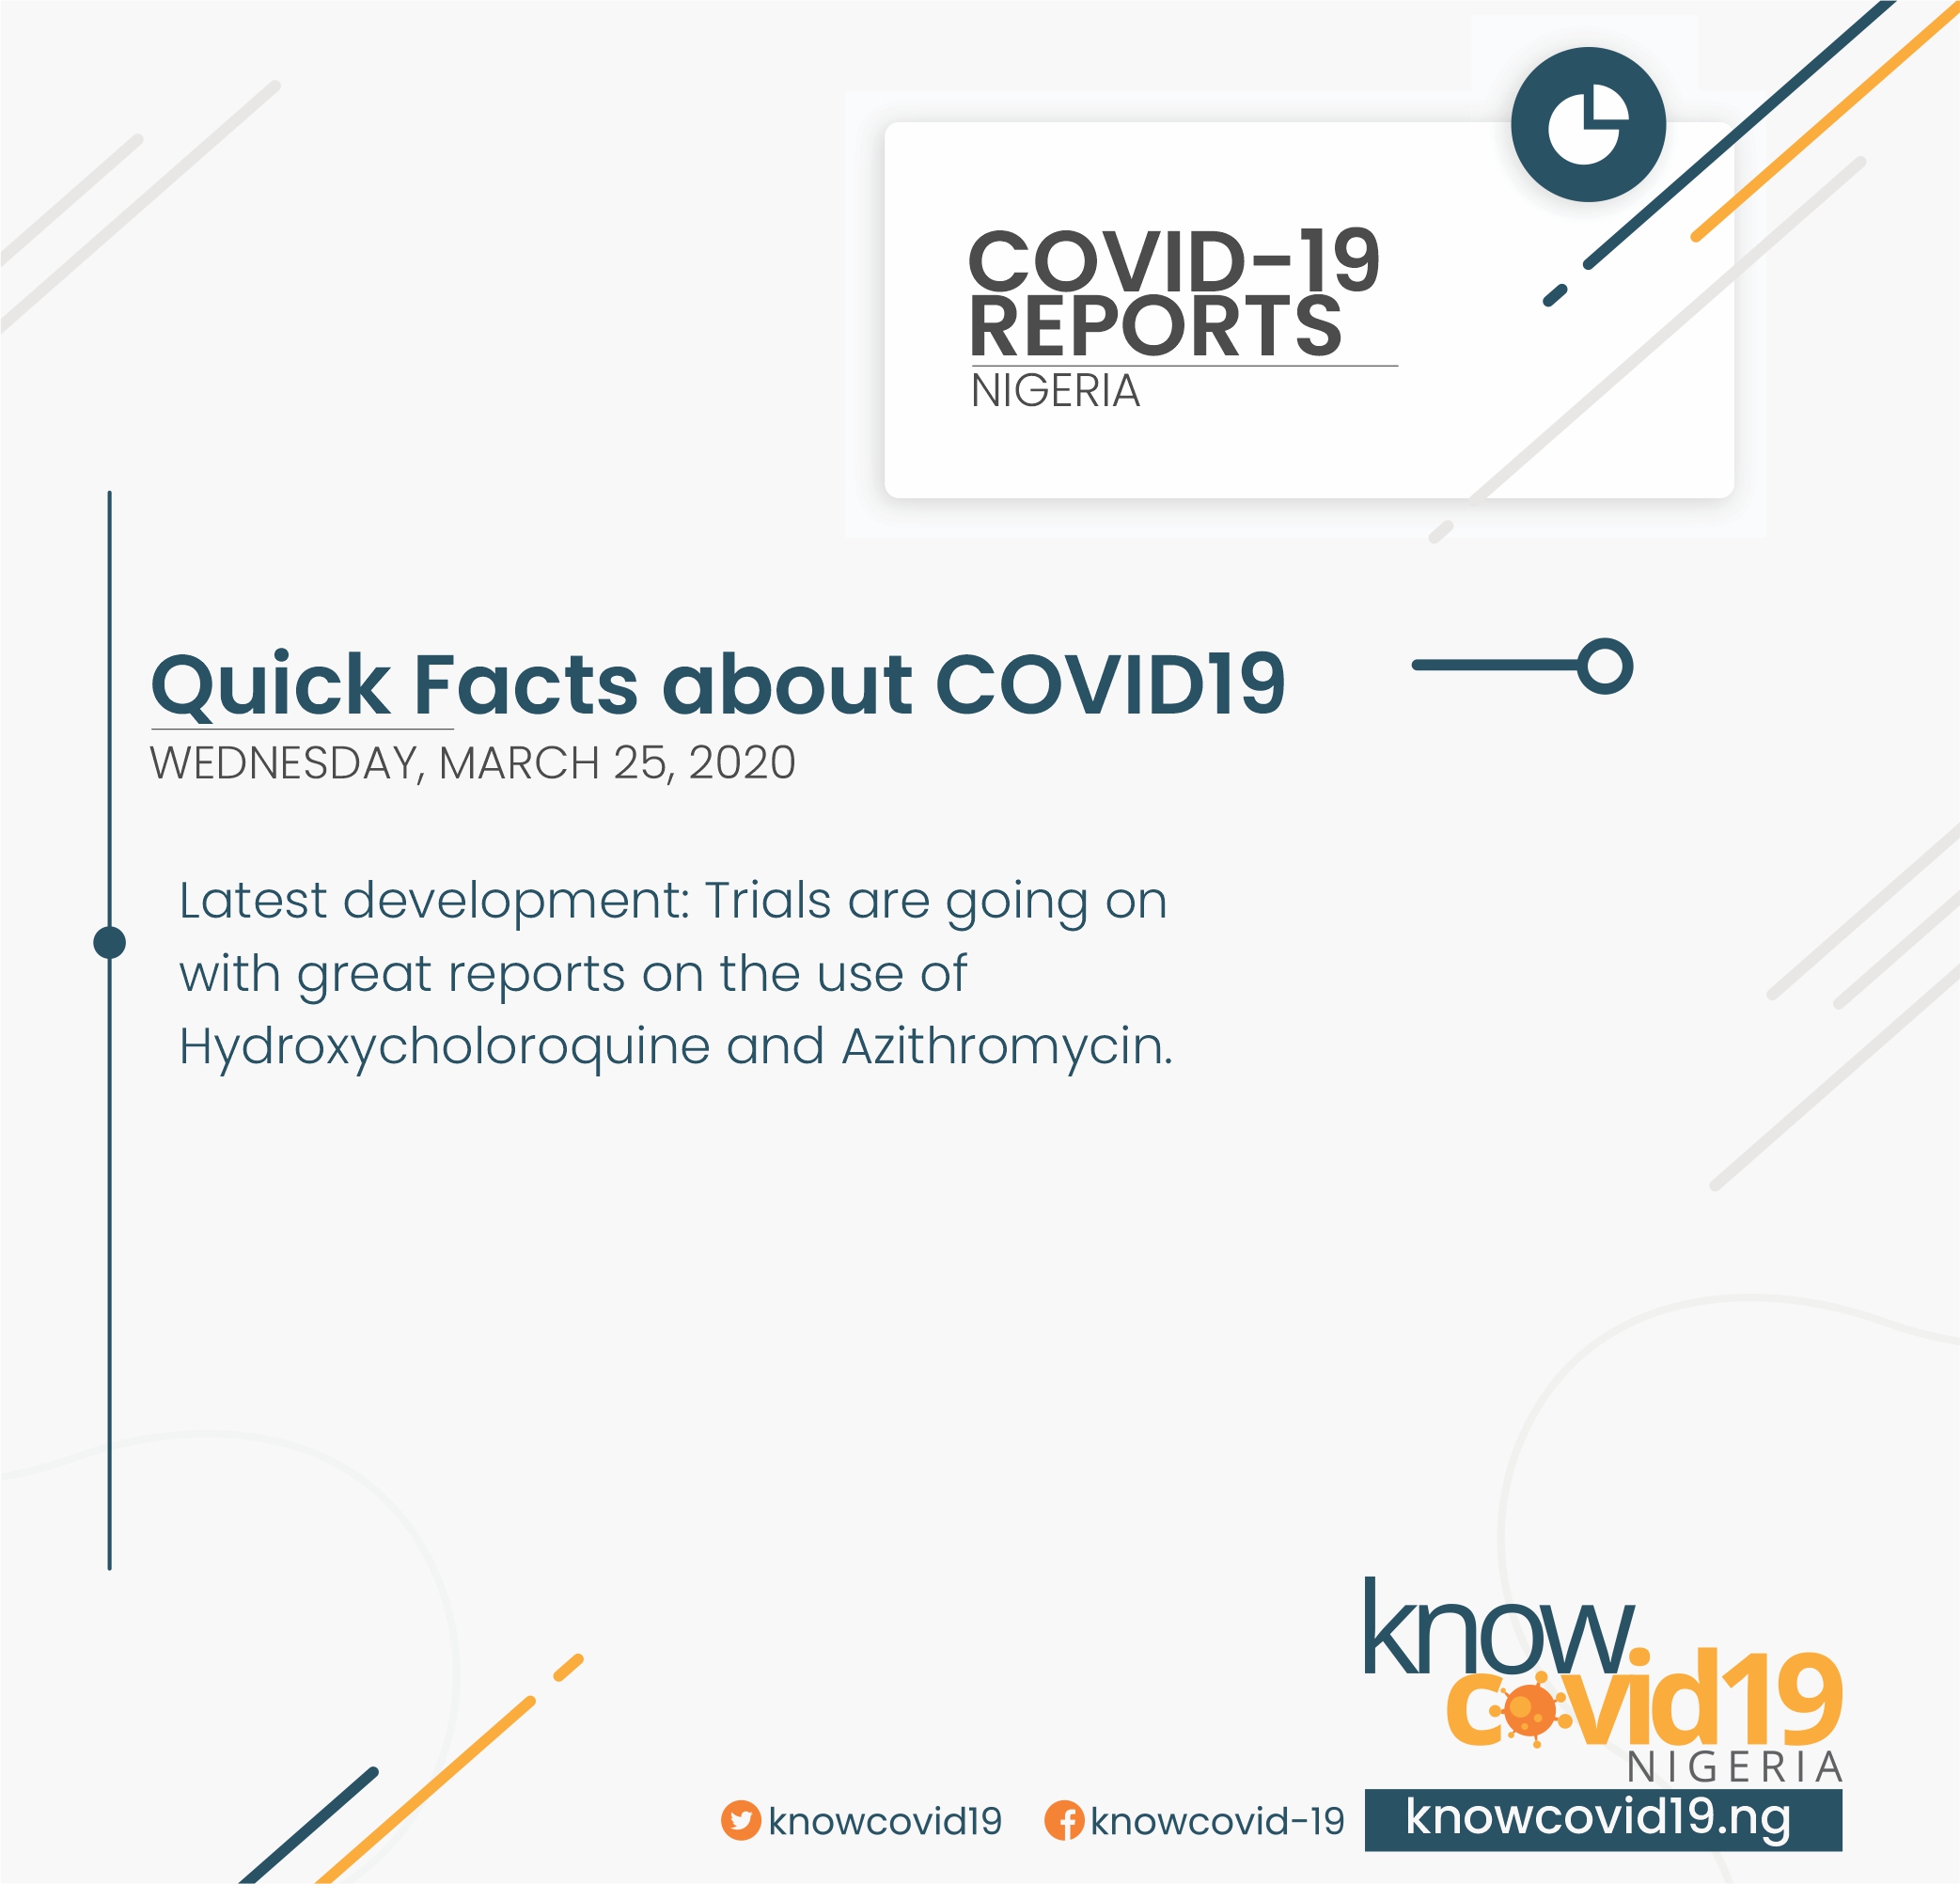 COVID-19
REPORTS
NIGERIA
Quick Facts about COVID19
WEDNESDAY, MARCH 25, 2020
Latest development: Trials are going on
with great reports on the use of
Hydroxycholoroquine and Azithromycin.
know
covid19
NIGERIA
knowcovid19 knowcovid-19 knowcovid19.ng